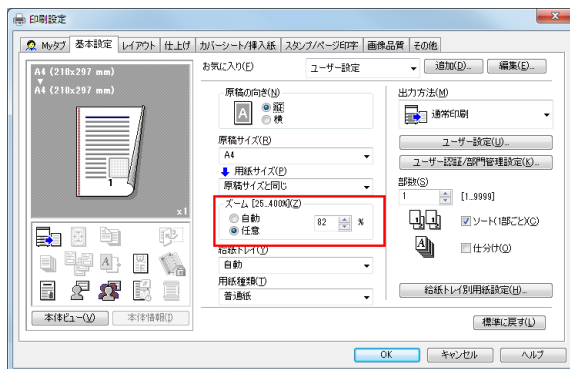 印刷設定
Myタブ 基本設定 レイアウト 仕上げ カバーシート/挿入紙 スタンプ/ページ印字 画像品質 その他
A4 (210x297 mm)
A4 (210x297 mm)
1
x1
本体ビュー(V) 本体情報(I)
お気に入り(F) ユーザー設定 追加(D)... 編集(E)...
原稿の向き(N)
A
縦
横
原稿サイズ(R)
A4
用紙サイズ(P)
原稿サイズと同じ
ズーム [25..400%](Z)
自動
任意
82 %
給紙トレイ(Y)
自動
用紙種類(T)
普通紙
出力方法(M)
通常印刷
ユーザー設定(U)...
ユーザー認証/部門管理設定(K)...
部数(S)
1 [1..9999]
ソート(1部ごと)(C)
仕分け(O)
給紙トレイ別用紙設定(H)...
標準に戻す(L)
OK キャンセル ヘルプ